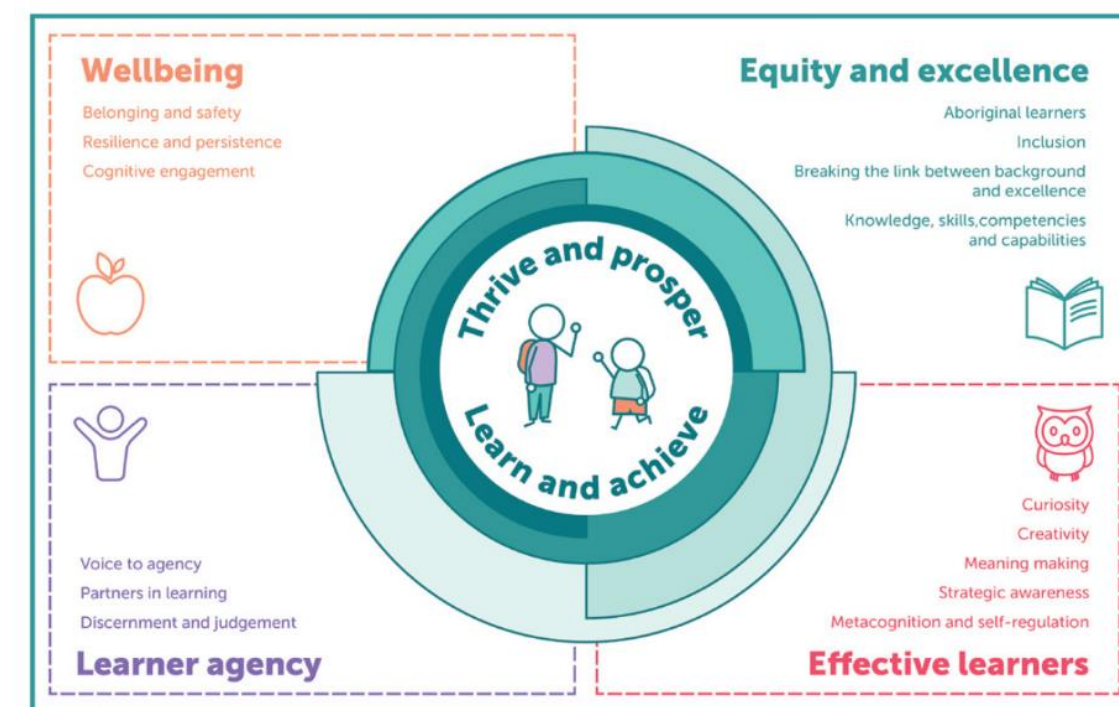 Wellbeing
Belonging and safety
Resilience and persistence
Cognitive engagement
Equity and excellence
Aboriginal learners
Inclusion
Breaking the link between background
and excellence
Knowledge, skills,competencies
and capabilities
Thrive and prosper
Learn and achieve
Voice to agency
Partners in learning
Discernment and judgement
Learner agency
Curiosity
Creativity
Meaning making
Strategic awareness
Metacognition and self-regulation
Effective learners